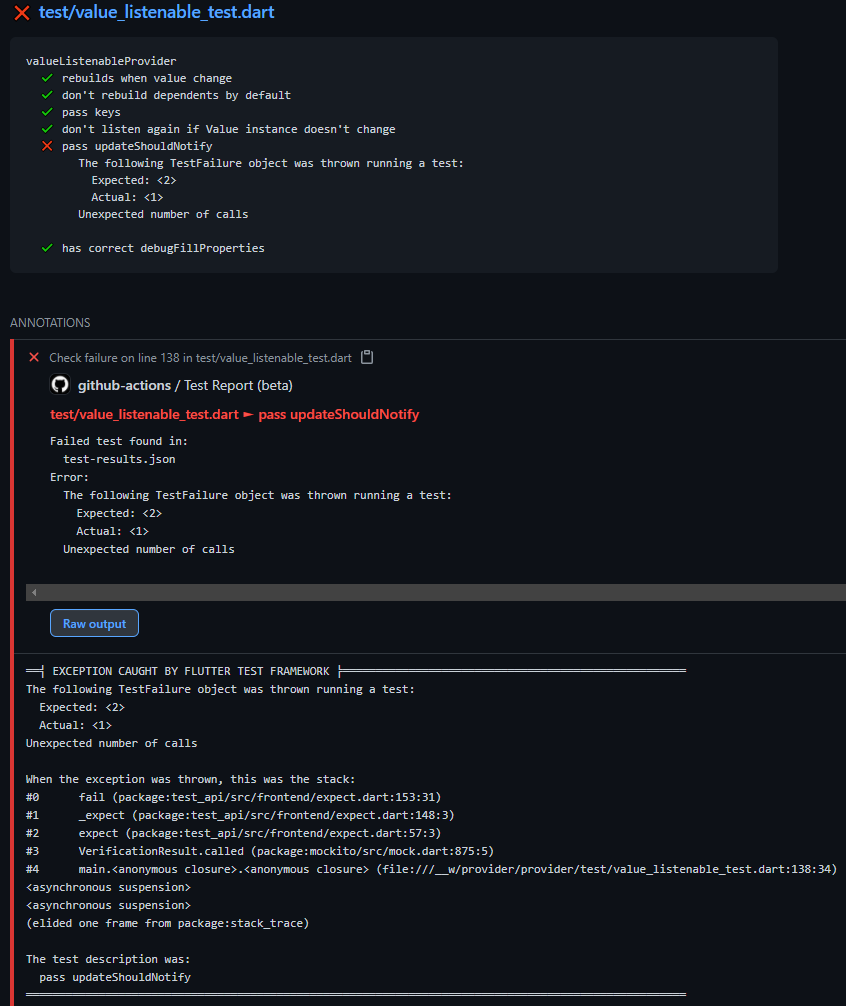 test/value_listenable_test.dart
valueListenableProvider
rebuilds when value change
don't rebuild dependents by default
pass keys
don't listen again if Value instance doesn't change
pass updateShouldNotify
The following TestFailure object was thrown running a test:
Expected: <2>
Actual: <1>
Unexpected number of calls
has correct debugFillProperties
ANNOTATIONS
Check failure on line 138 in test/value_listenable_test.dart
github-actions / Test Report (beta)
test/value_listenable_test.dart ► pass updateShouldNotify
Failed test found in:
test-results.json
Error:
The following TestFailure object was thrown running a test:
Expected: <2>
Actual: <1>
Unexpected number of calls
Raw output
══╡ EXCEPTION CAUGHT BY FLUTTER TEST FRAMEWORK ╞════════════════════════════════════════════════════
The following TestFailure object was thrown running a test:
Expected: <2>
Actual: <1>
Unexpected number of calls
When the exception was thrown, this was the stack:
#0      fail (package:test_api/src/frontend/expect.dart:153:31)
#1      _expect (package:test_api/src/frontend/expect.dart:148:3)
#2      expect (package:test_api/src/frontend/expect.dart:57:3)
#3      VerificationResult.called (package:mockito/src/mock.dart:875:5)
#4      main.<anonymous closure>.<anonymous closure> (file:///__w/provider/provider/test/value_listenable_test.dart:138:34)
<asynchronous suspension>
<asynchronous suspension>
(elided one frame from package:stack_trace)
The test description was:
pass updateShouldNotify
════════════════════════════════════════════════════════════════════════════════════════════════════